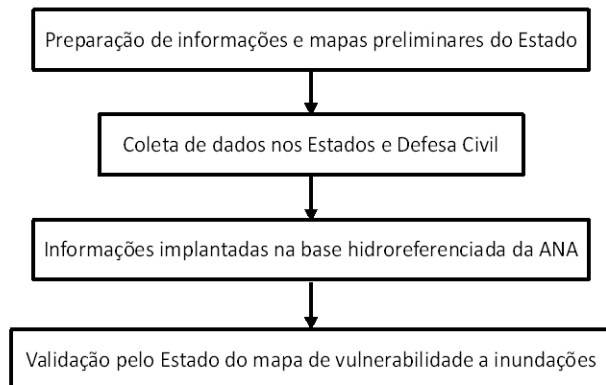 Preparação de informações e mapas preliminares do Estado
Coleta de dados nos Estados e Defesa Civil
Informações implantadas na base hidroreferenciada da ANA
Validação pelo Estado do mapa de vulnerabilidade a inundações